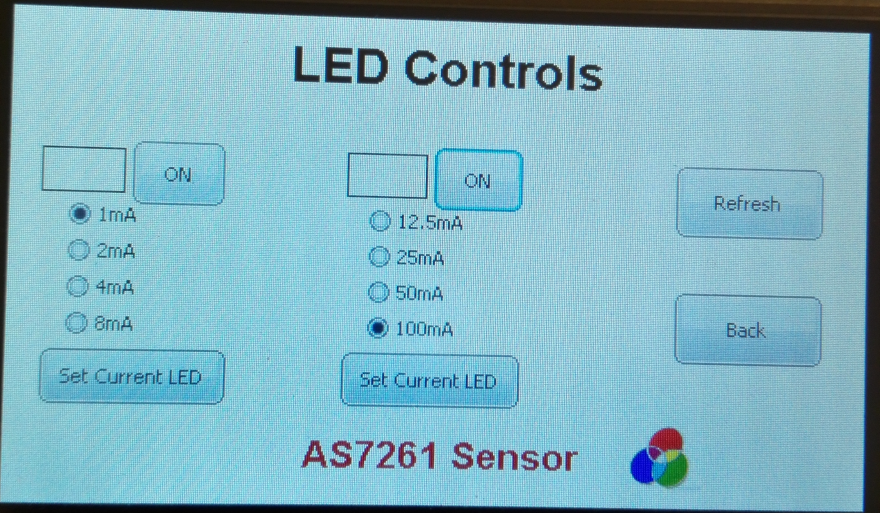 LED Controls
ON
1mA
2mA
4mA
8mA
Set Current LED
ON
12.5mA
25mA
50mA
100mA
Set Current LED
Refresh
Back
AS7261 Sensor